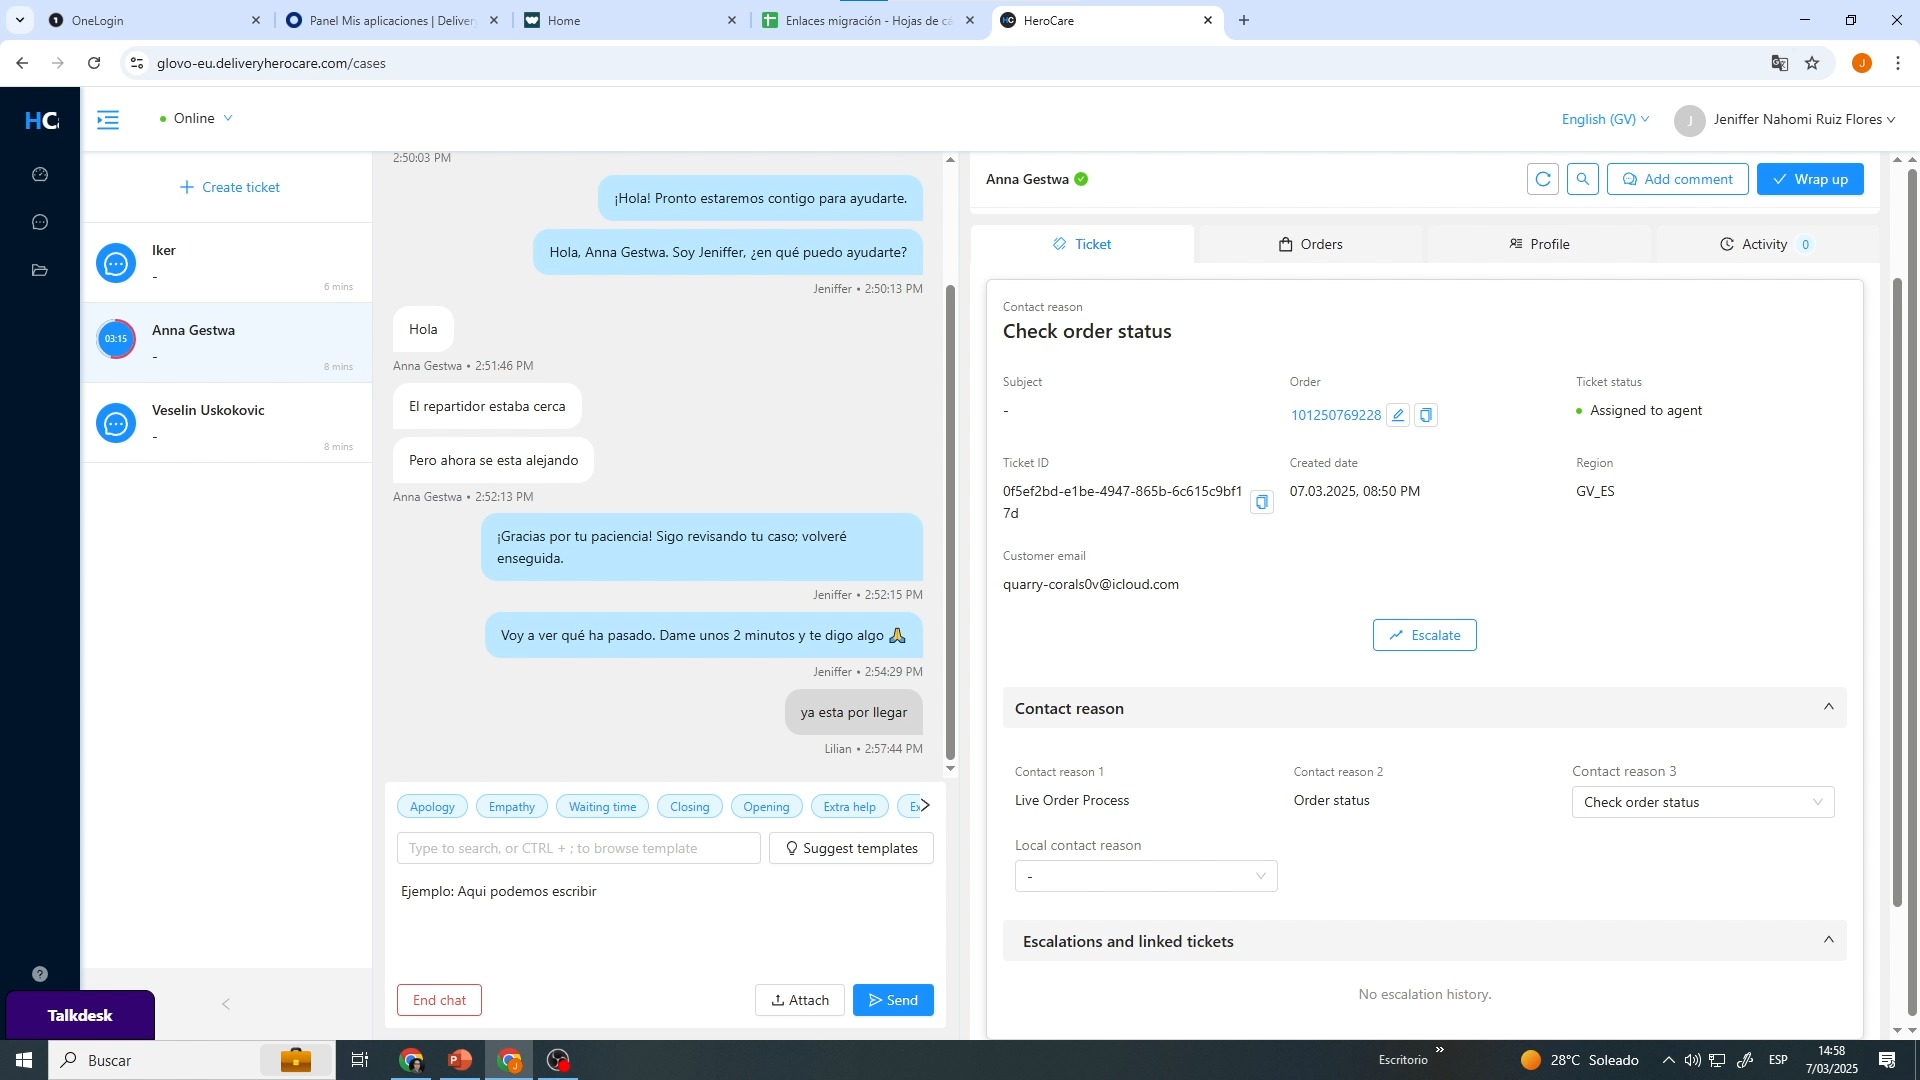 OneLogin
Panel Mis aplicaciones | Deliver
Home
Enlaces migración - Hojas de cá
HC HeroCare
glovo-eu.deliveryherocare.com/cases
J
HC
Online
English (GV)
J
Jeniffer Nahomi Ruiz Flores
Create ticket
Iker
-
6 mins
03:15
Anna Gestwa
-
8 mins
Veselin Uskokovic
-
8 mins
2:50:03 PM
¡Hola! Pronto estaremos contigo para ayudarte.
Hola, Anna Gestwa. Soy Jeniffer, ¿en qué puedo ayudarte?
Jeniffer • 2:50:13 PM
Hola
Anna Gestwa • 2:51:46 PM
El repartidor estaba cerca
Pero ahora se esta alejando
Anna Gestwa • 2:52:13 PM
¡Gracias por tu paciencia! Sigo revisando tu caso; volveré
enseguida.
Jeniffer • 2:52:15 PM
Voy a ver qué ha pasado. Dame unos 2 minutos y te digo algo 🙏
Jeniffer • 2:54:29 PM
ya esta por llegar
Lilian • 2:57:44 PM
Apology Empathy Waiting time Closing Opening Extra help Ex
Type to search, or CTRL + ; to browse template
Suggest templates
Ejemplo: Aqui podemos escribir
End chat
Attach
Send
Anna Gestwa
Add comment
Wrap up
Ticket
Orders
Profile
Activity 0
Contact reason
Check order status
Subject
-
Order
101250769228
Ticket status
Assigned to agent
Ticket ID
0f5ef2bd-e1be-4947-865b-6c615c9bf1
7d
Created date
07.03.2025, 08:50 PM
Region
GV_ES
Customer email
quarry-corals0v@icloud.com
Escalate
Contact reason
Contact reason 1
Live Order Process
Contact reason 2
Order status
Contact reason 3
Check order status
Local contact reason
-
Escalations and linked tickets
No escalation history.
Talkdesk
Buscar
Escritorio
28°C Soleado
ESP
14:58
7/03/2025